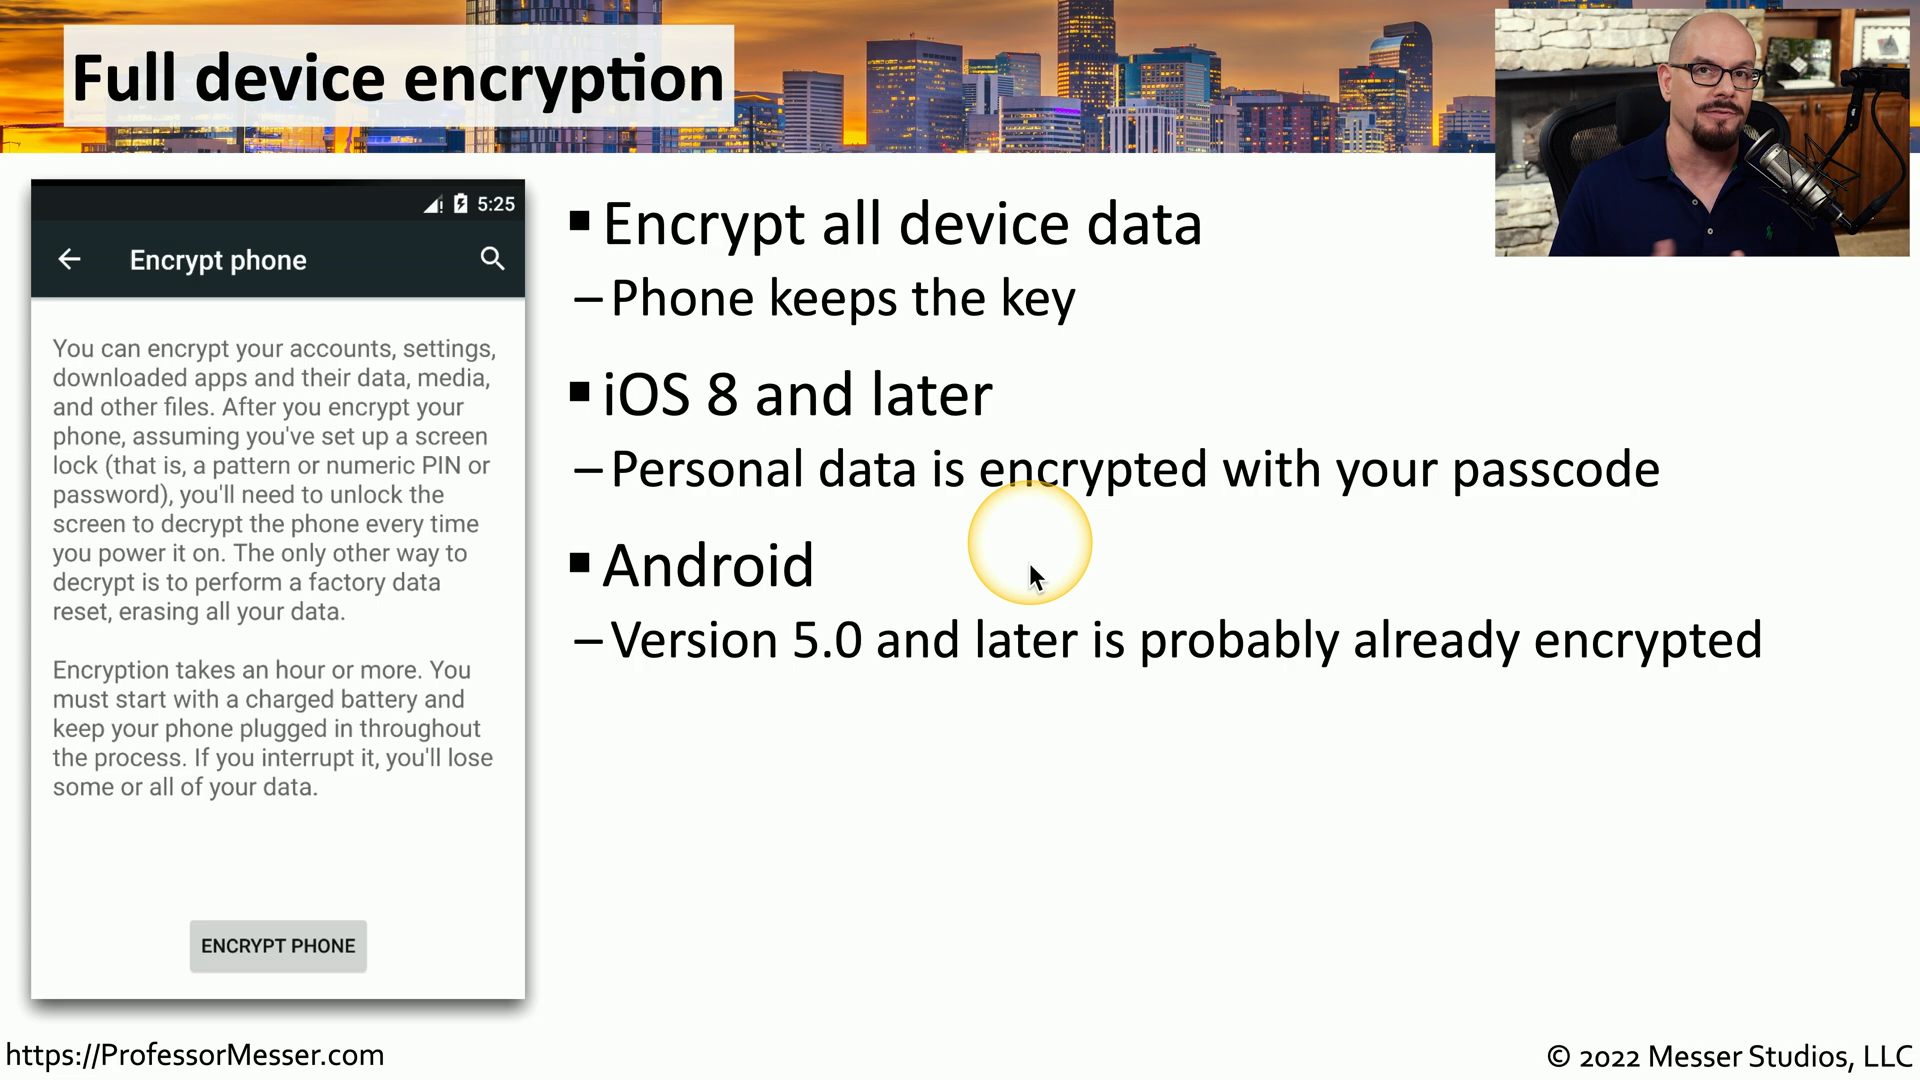 Full device encryption
5:25
Encrypt phone
You can encrypt your accounts, settings,
downloaded apps and their data, media,
and other files. After you encrypt your
phone, assuming you've set up a screen
lock (that is, a pattern or numeric PIN or
password), you'll need to unlock the
screen to decrypt the phone every time
you power it on. The only other way to
decrypt is to perform a factory data
reset, erasing all your data.
Encryption takes an hour or more. You
must start with a charged battery and
keep your phone plugged in throughout
the process. If you interrupt it, you'll lose
some or all of your data.
ENCRYPT PHONE
▪ Encrypt all device data
– Phone keeps the key
▪ iOS 8 and later
– Personal data is encrypted with your passcode
▪ Android
– Version 5.0 and later is probably already encrypted
https://ProfessorMesser.com
© 2022 Messer Studios, LLC